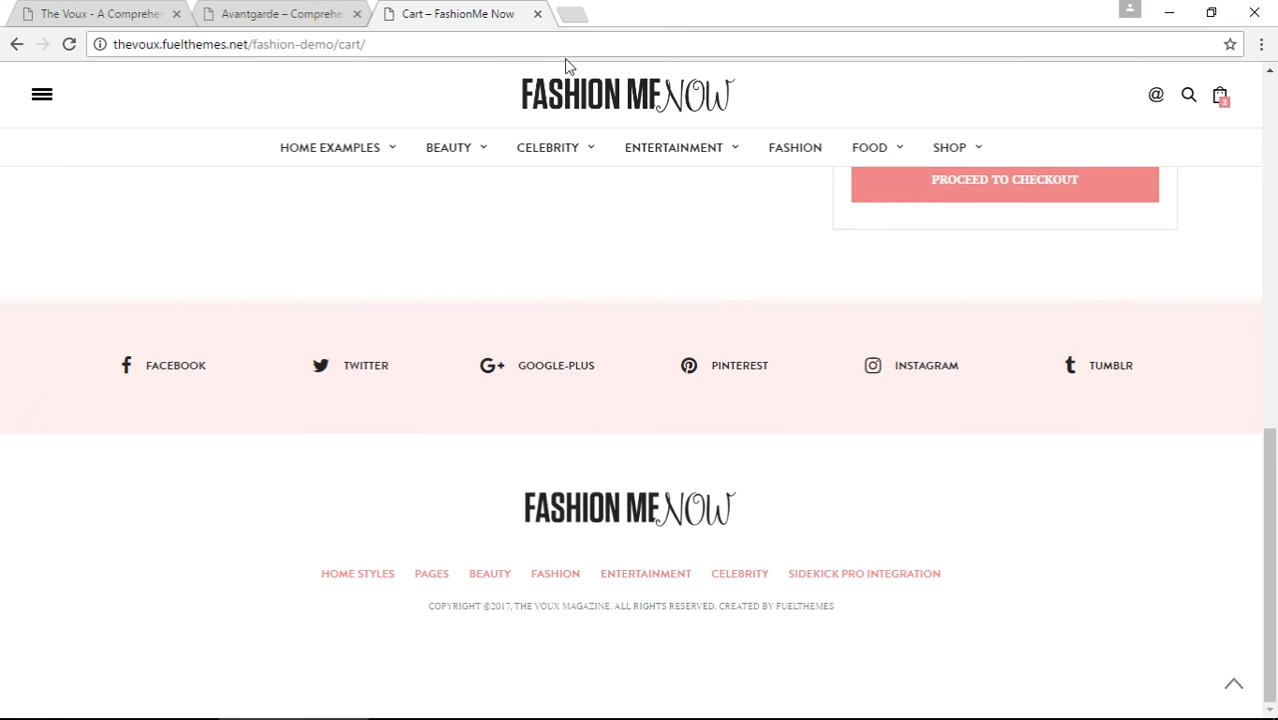 The Voux - A Comprehe
Avantgarde – Comprehe
Cart – FashionMe Now
thevoux.fuelthemes.net/fashion-demo/cart/
FASHION ME NOW
2
HOME EXAMPLES BEAUTY CELEBRITY ENTERTAINMENT FASHION FOOD SHOP
PROCEED TO CHECKOUT
FACEBOOK TWITTER GOOGLE-PLUS PINTEREST INSTAGRAM TUMBLR
FASHION ME NOW
HOME STYLES PAGES BEAUTY FASHION ENTERTAINMENT CELEBRITY SIDEKICK PRO INTEGRATION
COPYRIGHT ©2017, THE VOUX MAGAZINE. ALL RIGHTS RESERVED. CREATED BY FUELTHEMES